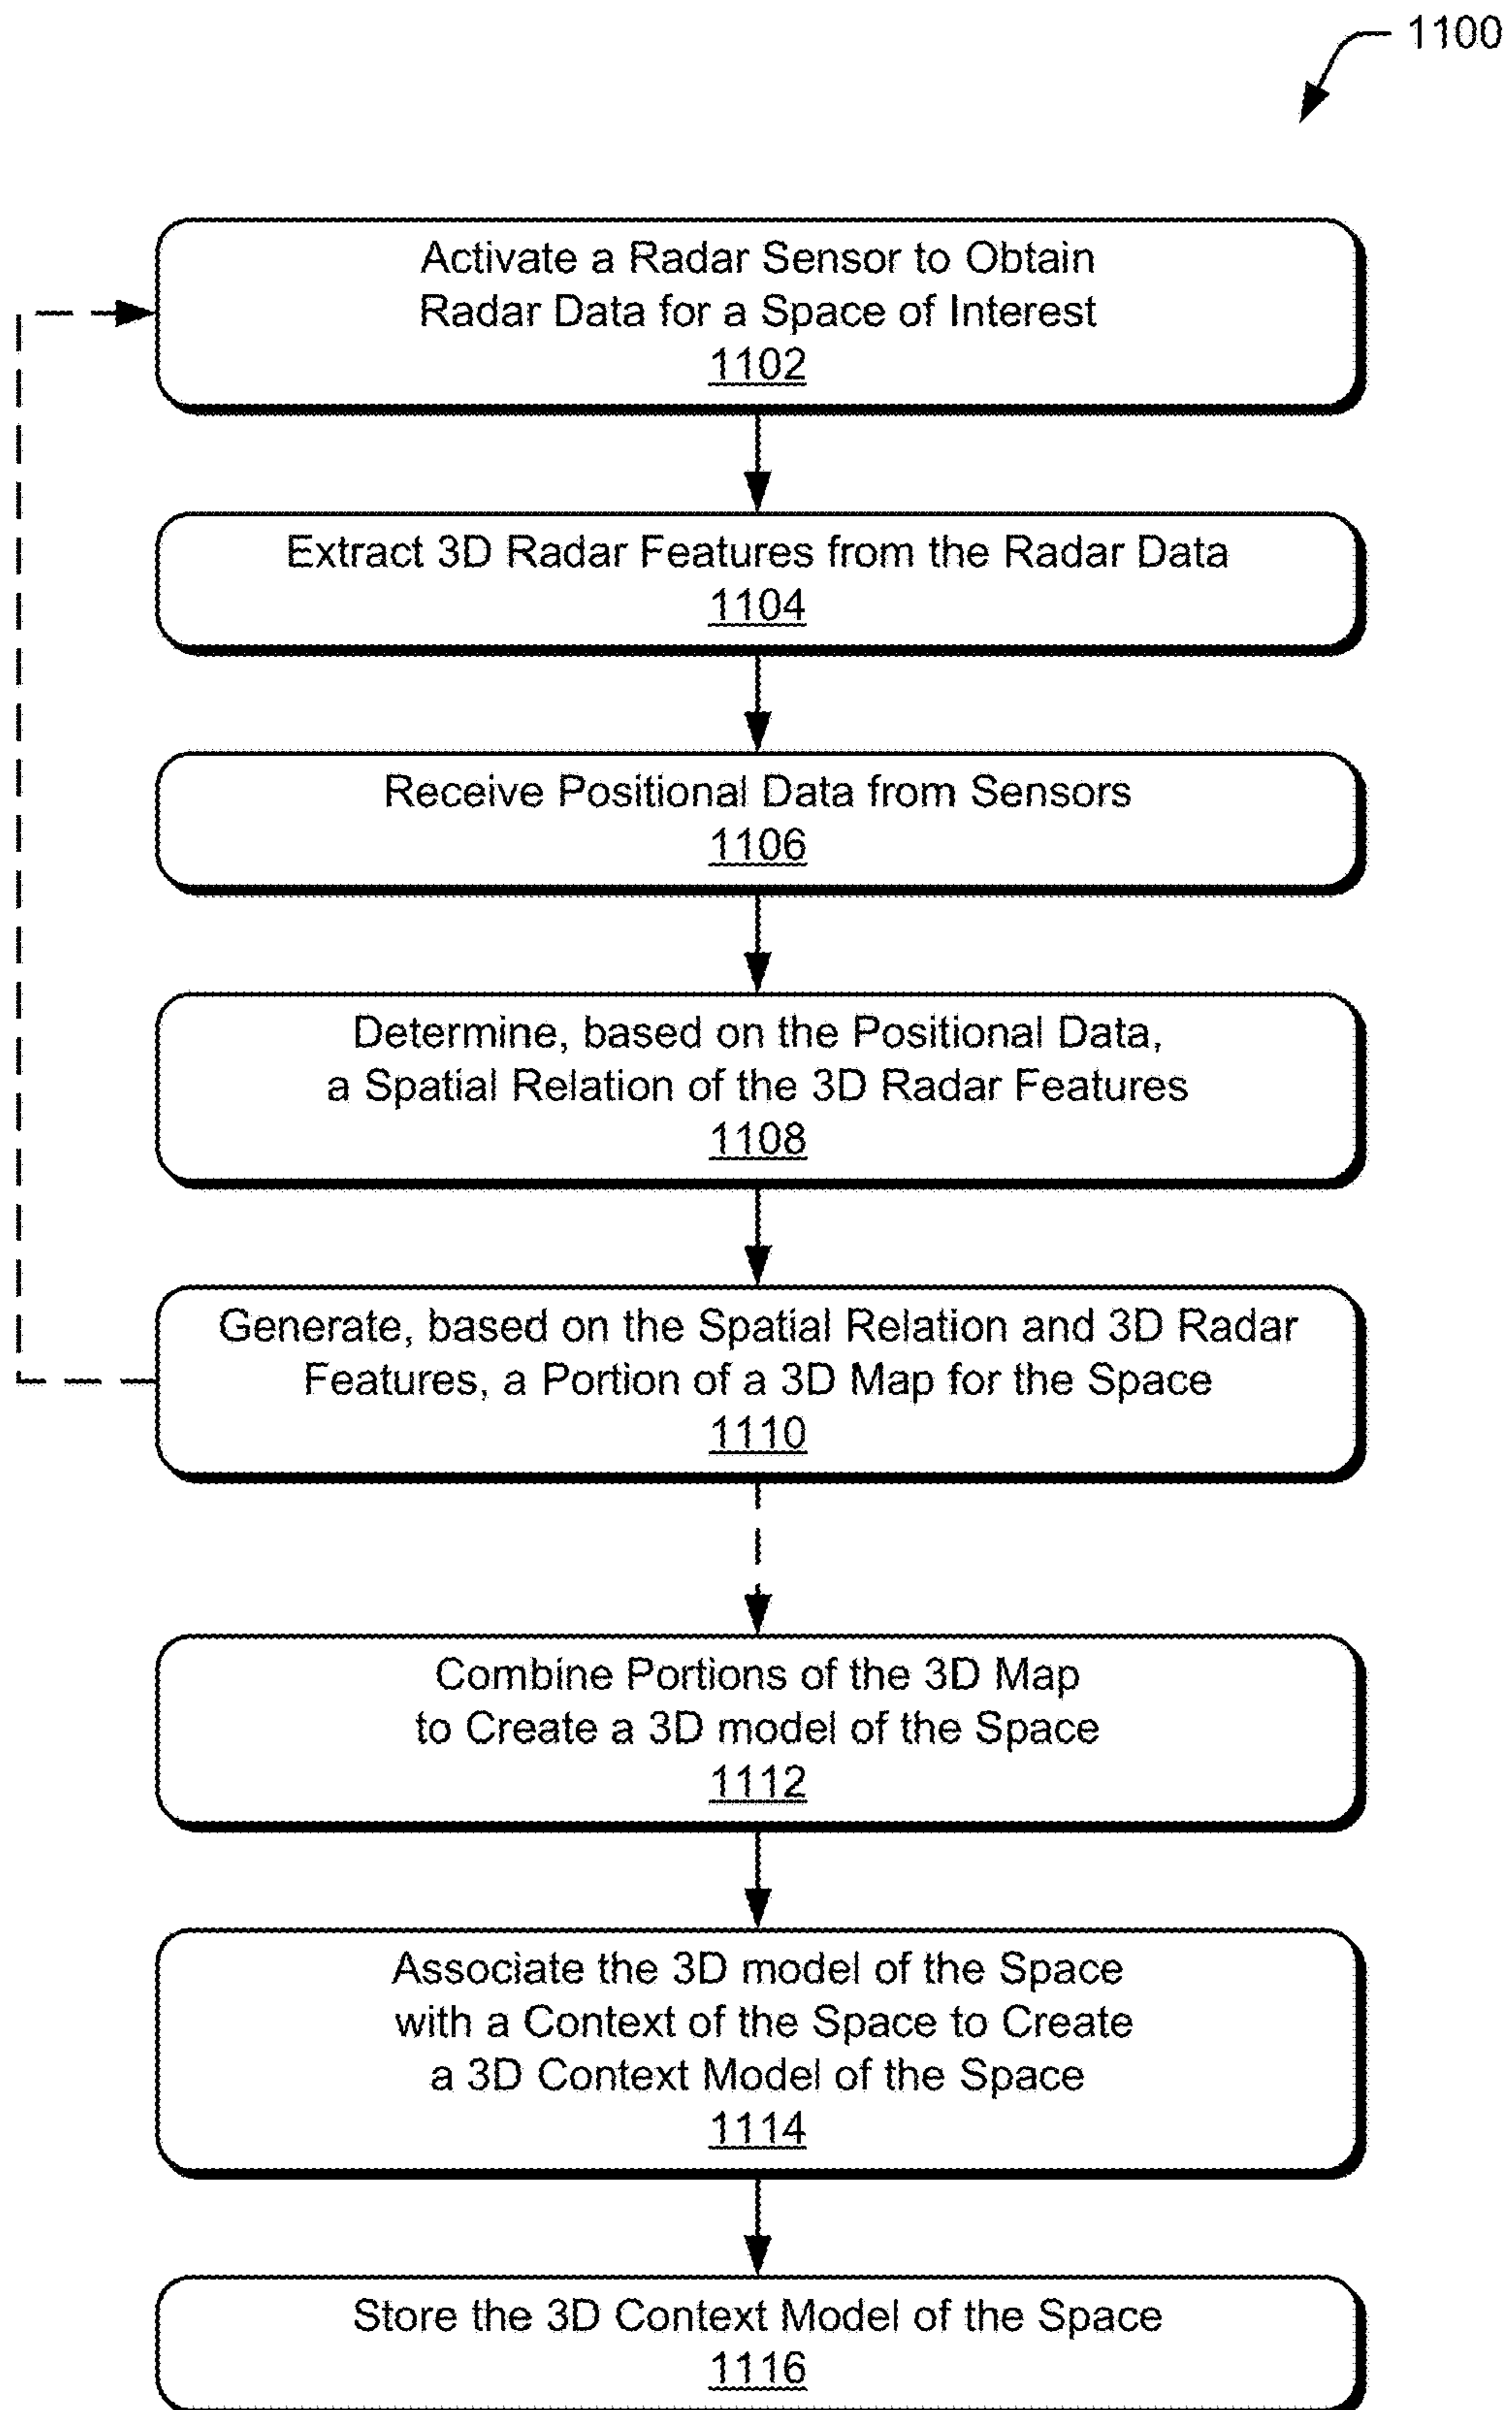 1100
Activate a Radar Sensor to Obtain
Radar Data for a Space of Interest
1102
Extract 3D Radar Features from the Radar Data
1104
Receive Positional Data from Sensors
1106
Determine, based on the Positional Data,
a Spatial Relation of the 3D Radar Features
1108
Generate, based on the Spatial Relation and 3D Radar
Features, a Portion of a 3D Map for the Space
1110
Combine Portions of the 3D Map
to Create a 3D model of the Space
1112
Associate the 3D model of the Space
with a Context of the Space to Create
a 3D Context Model of the Space
1114
Store the 3D Context Model of the Space
1116